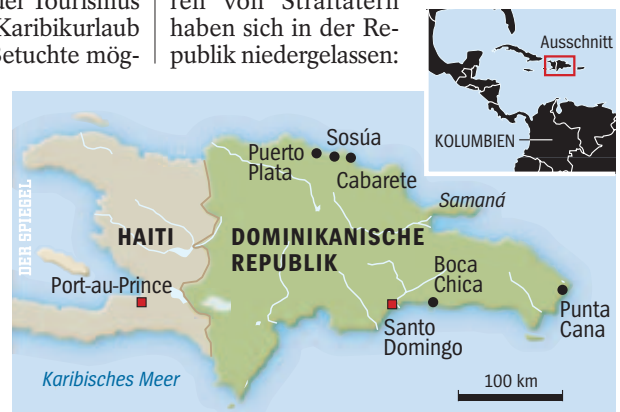 der Tourismus
Karibikurlaub
Betuchte mög-
ren von Straftätern
haben sich in der Re-
publik niedergelassen:
Ausschnitt
KOLUMBIEN
Puerto
Plata
Sosúa
Cabarete
Samaná
HAITI
DOMINIKANISCHE
REPUBLIK
Port-au-Prince
Boca
Chica
Santo
Domingo
Punta
Cana
Karibisches Meer
100 km
DER SPIEGEL